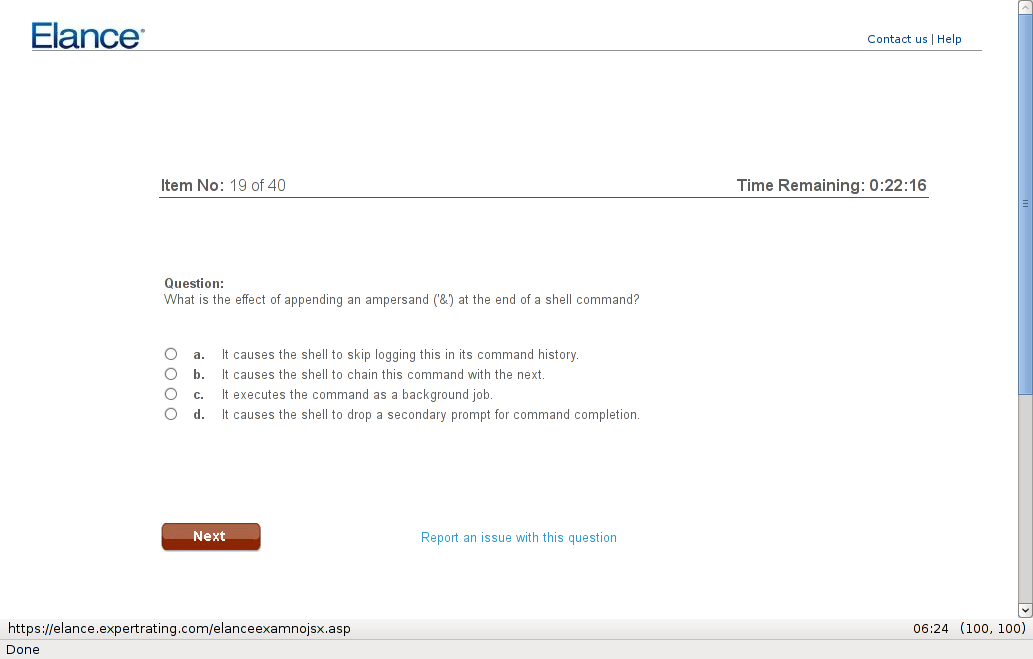 Elance
Contact us | Help
Item No: 19 of 40
Time Remaining: 0:22:16
Question:
What is the effect of appending an ampersand ('&') at the end of a shell command?
a. It causes the shell to skip logging this in its command history.
b. It causes the shell to chain this command with the next.
c. It executes the command as a background job.
d. It causes the shell to drop a secondary prompt for command completion.
Next
Report an issue with this question
https://elance.expertrating.com/elanceexamnojsx.asp
06:24 (100, 100)
Done